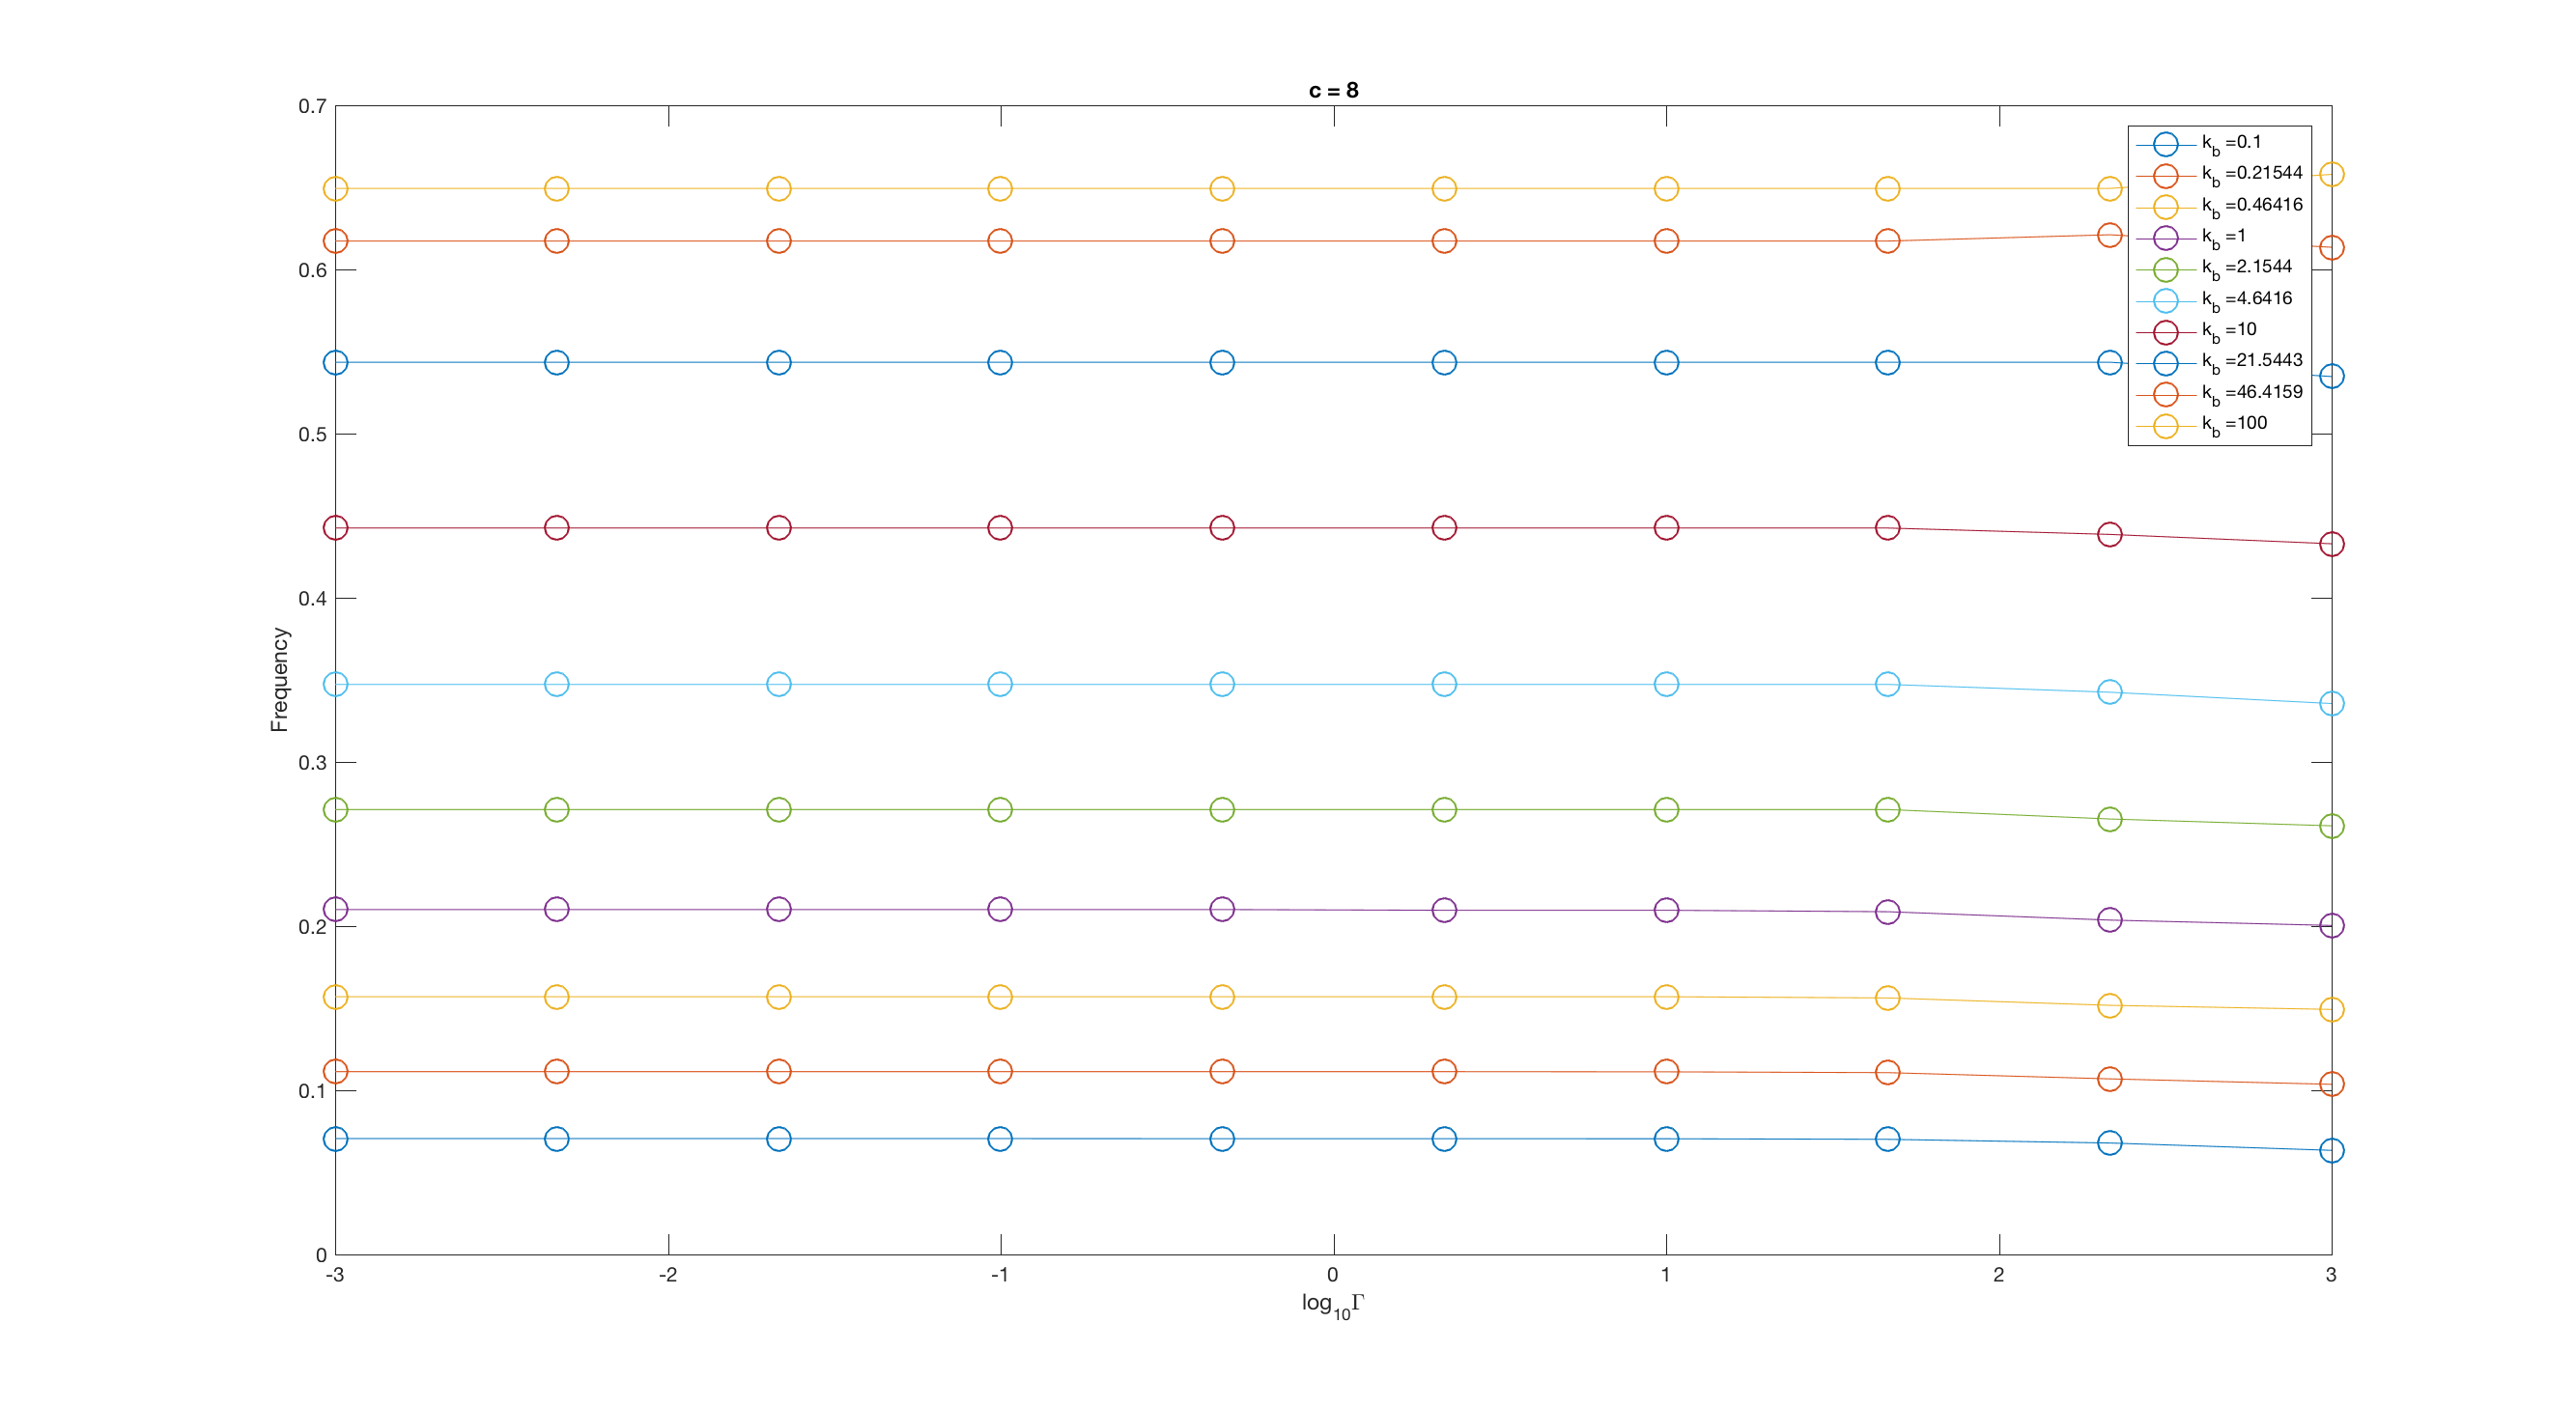 c = 8
0.7
0.6
0.5
0.4
0.3
0.2
0.1
0
Frequency
-3
-2
-1
0
1
2
3
log10Γ
kb =0.1
kb =0.21544
kb =0.46416
kb =1
kb =2.1544
kb =4.6416
kb =10
kb =21.5443
kb =46.4159
kb =100